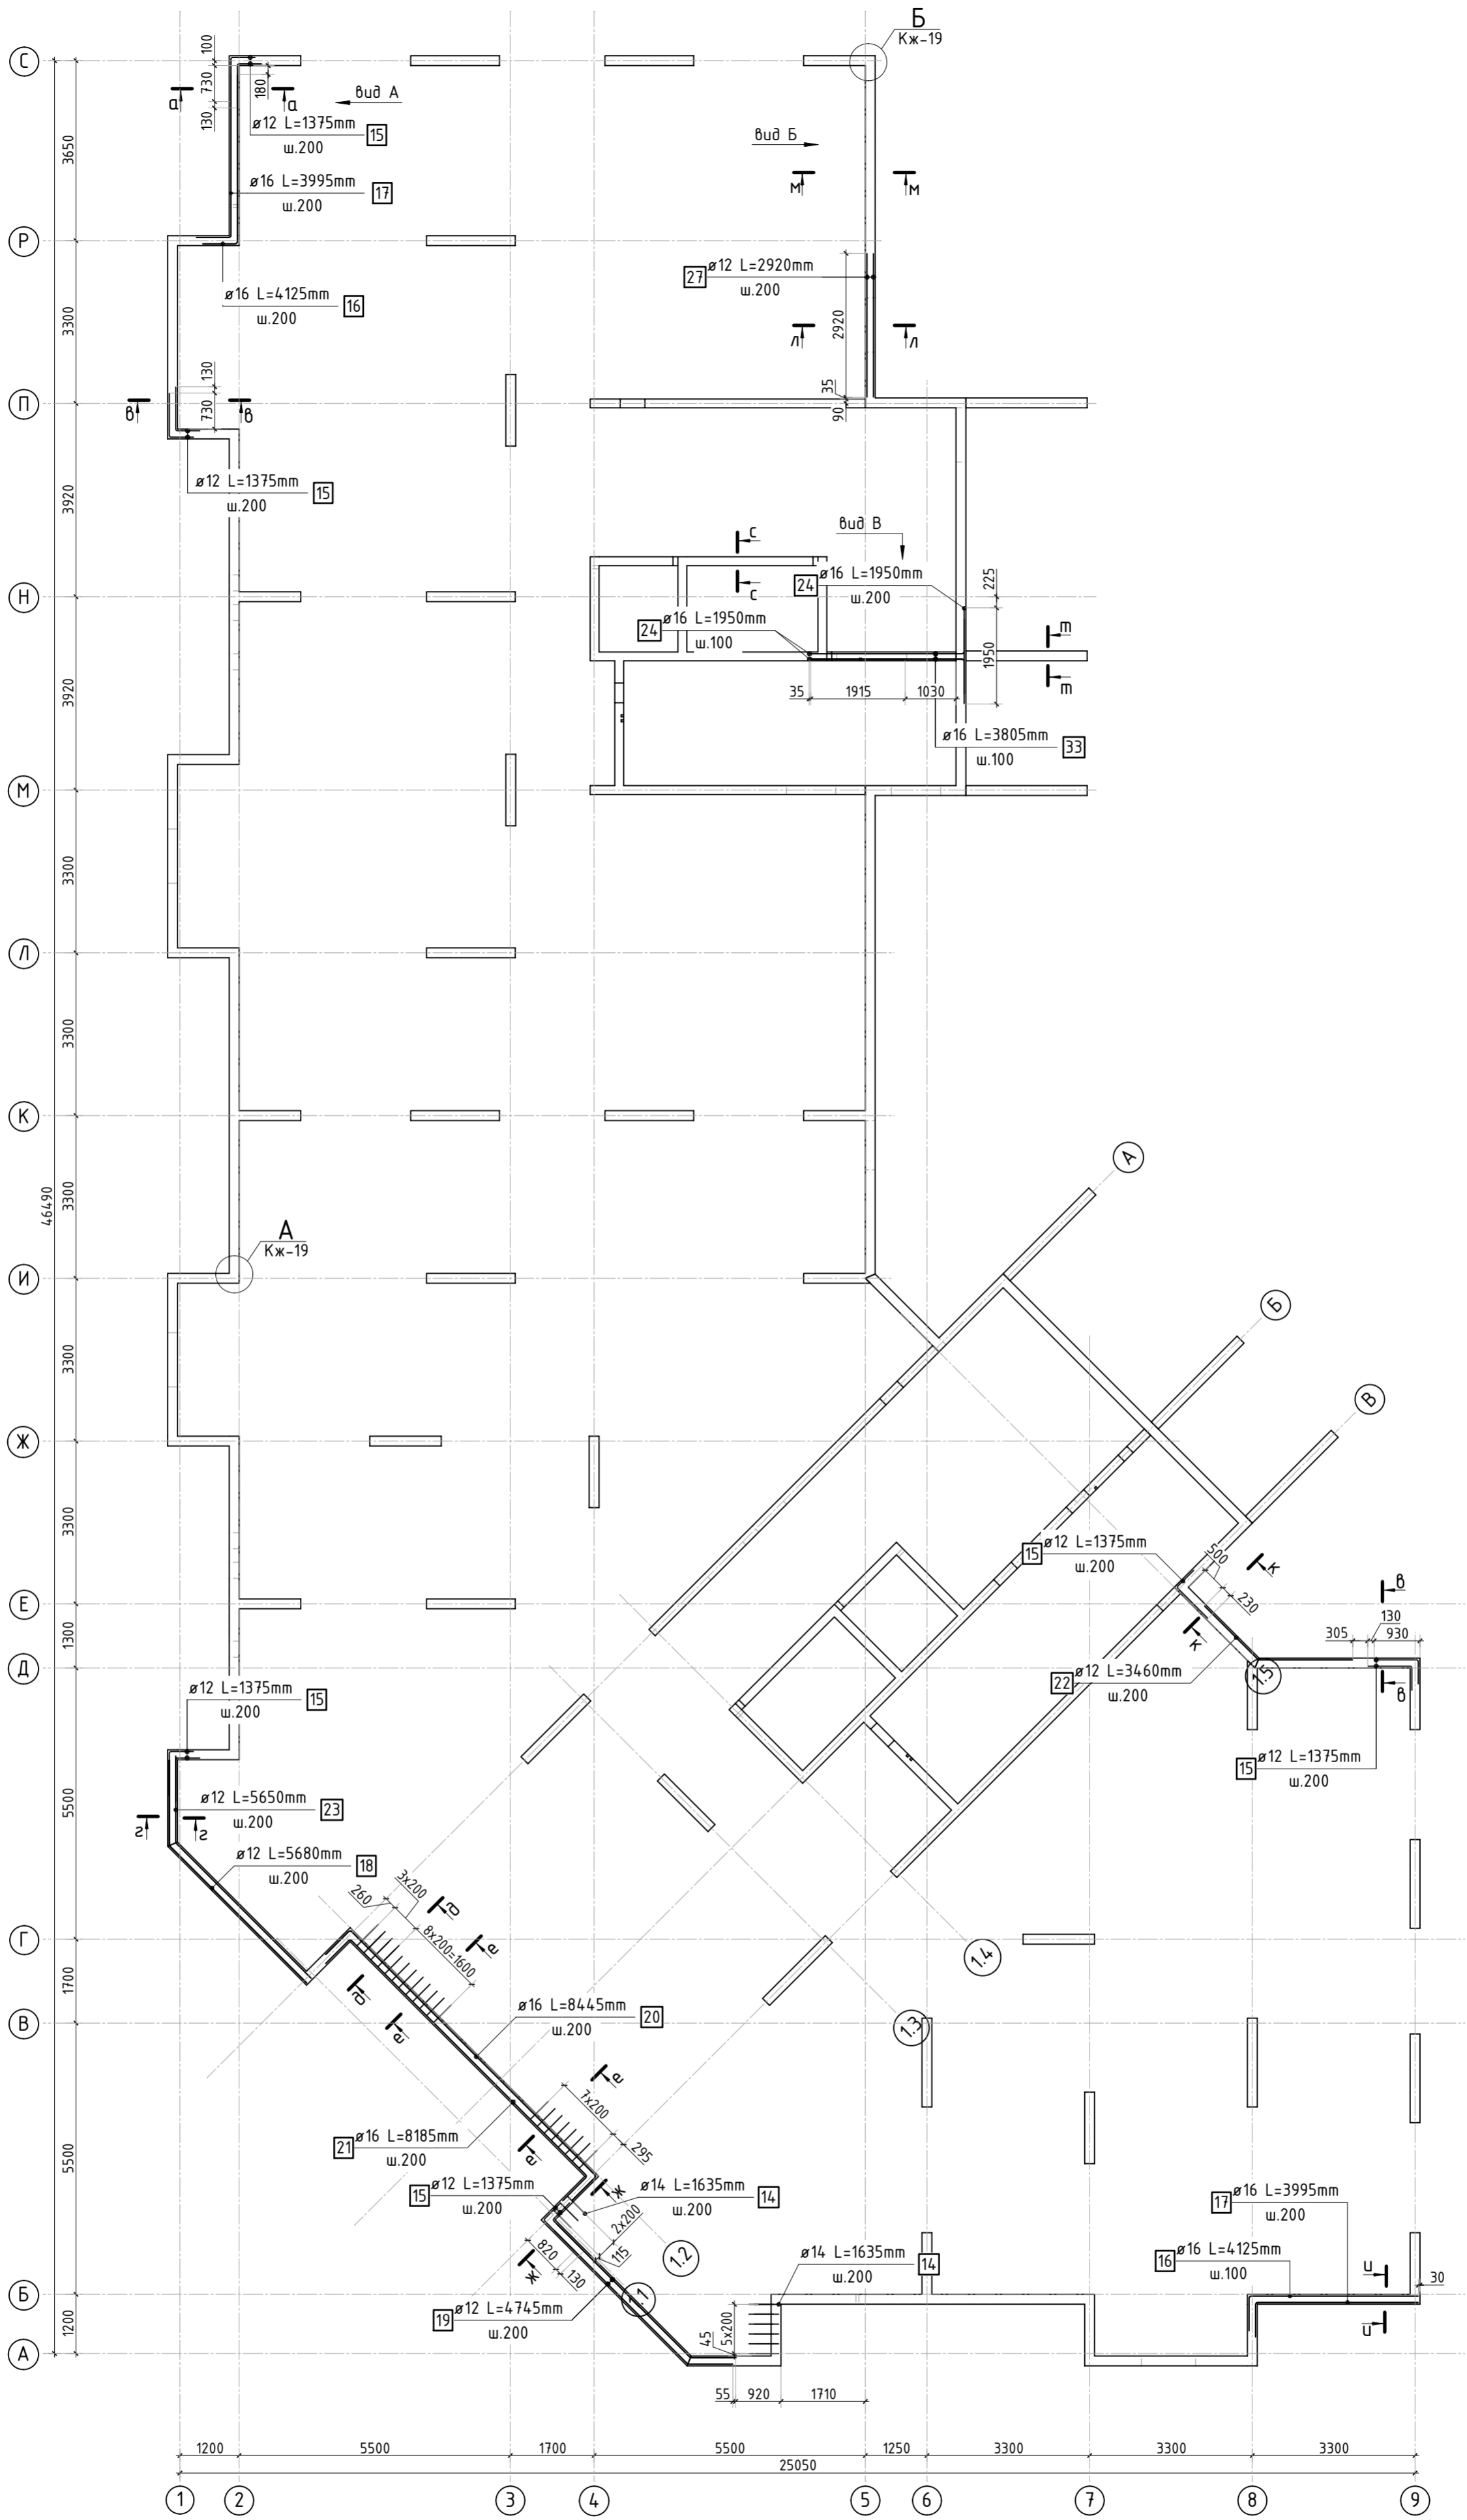 Б
Кж-19
С
100
730
180
130
а
а
вид А
ø12 L=1375mm
15
ш.200
вид Б
3650
м
м
ø16 L=3995mm
17
ш.200
Р
27
ø12 L=2920mm
ш.200
ø16 L=4125mm
16
ш.200
3300
2920
л
л
130
730
35
90
П
в
в
ø12 L=1375mm
15
ш.200
3920
с
с
вид В
24
ø16 L=1950mm
ш.200
225
Н
24
ø16 L=1950mm
ш.100
т
т
1950
35
1915
1030
3920
ø16 L=3805mm
33
ш.100
М
3300
Л
3300
К
А
46490
3300
А
Кж-19
И
Б
3300
В
Ж
3300
15
ø12 L=1375mm
ш.200
500
к
к
230
в
Е
130
305
930
1300
Д
22
ø12 L=3460mm
ш.200
1.5
в
ø12 L=1375mm
15
ш.200
15
ø12 L=1375mm
ш.200
5500
ø12 L=5650mm
23
ш.200
г
г
ø12 L=5680mm
18
ш.200
3х200
260
д
д
8х200=1600
е
е
Г
1.4
1700
ø16 L=8445mm
20
ш.200
В
1.3
е
е
7х200
295
21
ø16 L=8185mm
ш.200
5500
15
ø12 L=1375mm
ш.200
ж
ж
ø14 L=1635mm
14
ш.200
2х200
115
820
130
1.2
17
ø16 L=3995mm
ш.200
16
ø16 L=4125mm
ш.100
и
и
30
ø14 L=1635mm
14
ш.200
Б
1.1
19
ø12 L=4745mm
ш.200
45
5х200
1200
А
55
920
1710
1200
5500
1700
5500
1250
3300
3300
3300
25050
1
2
3
4
5
6
7
8
9